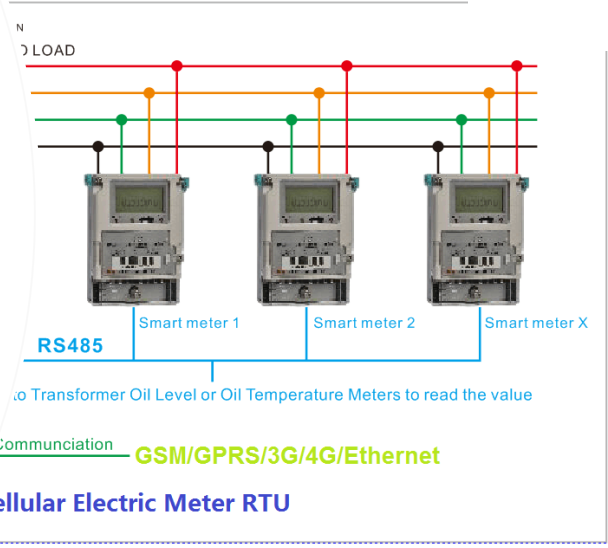 N
O LOAD
Smart meter 1
Smart meter 2
Smart meter X
RS485
to Transformer Oil Level or Oil Temperature Meters to read the value
Communciation
GSM/GPRS/3G/4G/Ethernet
ellular Electric Meter RTU